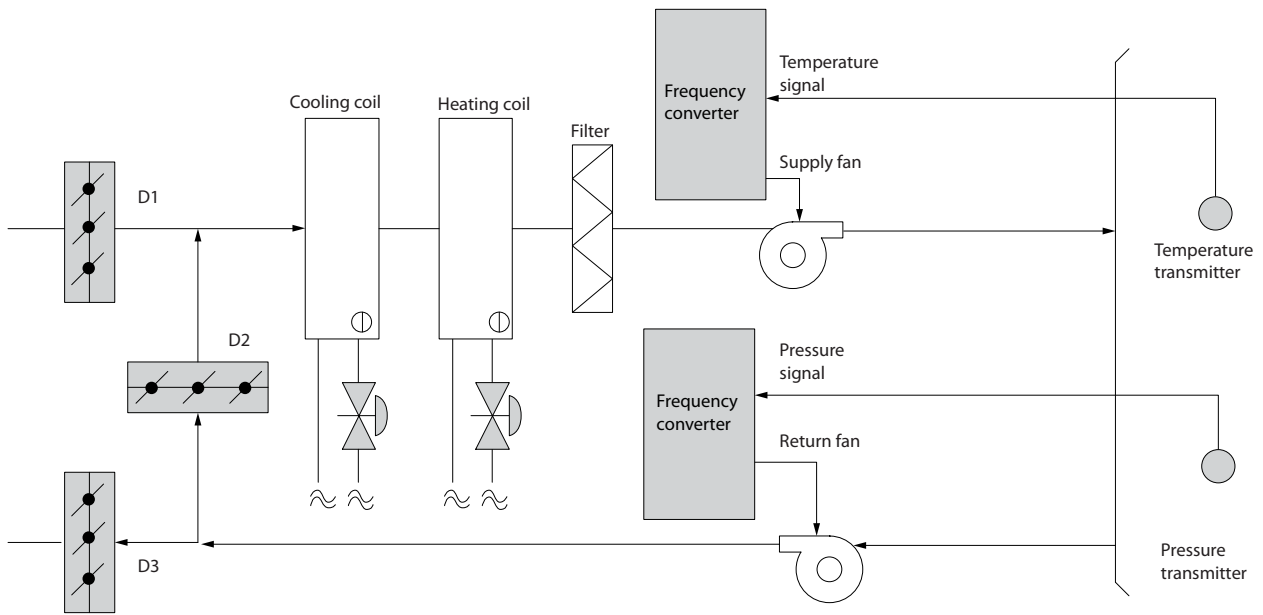 Temperature
signal
Frequency
converter
Cooling coil
Heating coil
Filter
Supply fan
D1
Temperature
transmitter
D2
Pressure
signal
Frequency
converter
Return fan
D3
Pressure
transmitter